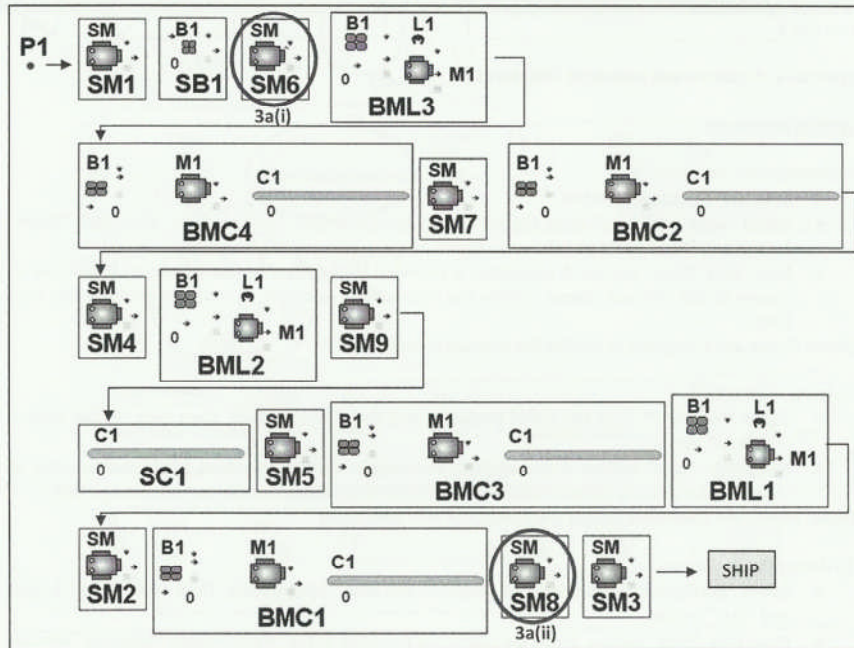 P1
SM
SM1
B1
0
SB1
SM
SM6
3a(i)
B1
L1
0
M1
BML3
B1
M1
C1
0
0
BMC4
SM
SM7
B1
M1
C1
0
0
BMC2
SM
SM4
B1
L1
0
M1
BML2
SM
SM9
C1
0
SC1
SM
SM5
B1
M1
C1
0
0
BMC3
B1
L1
0
M1
BML1
SM
SM2
B1
M1
C1
0
0
BMC1
SM
SM8
3a(ii)
SM
SM3
SHIP